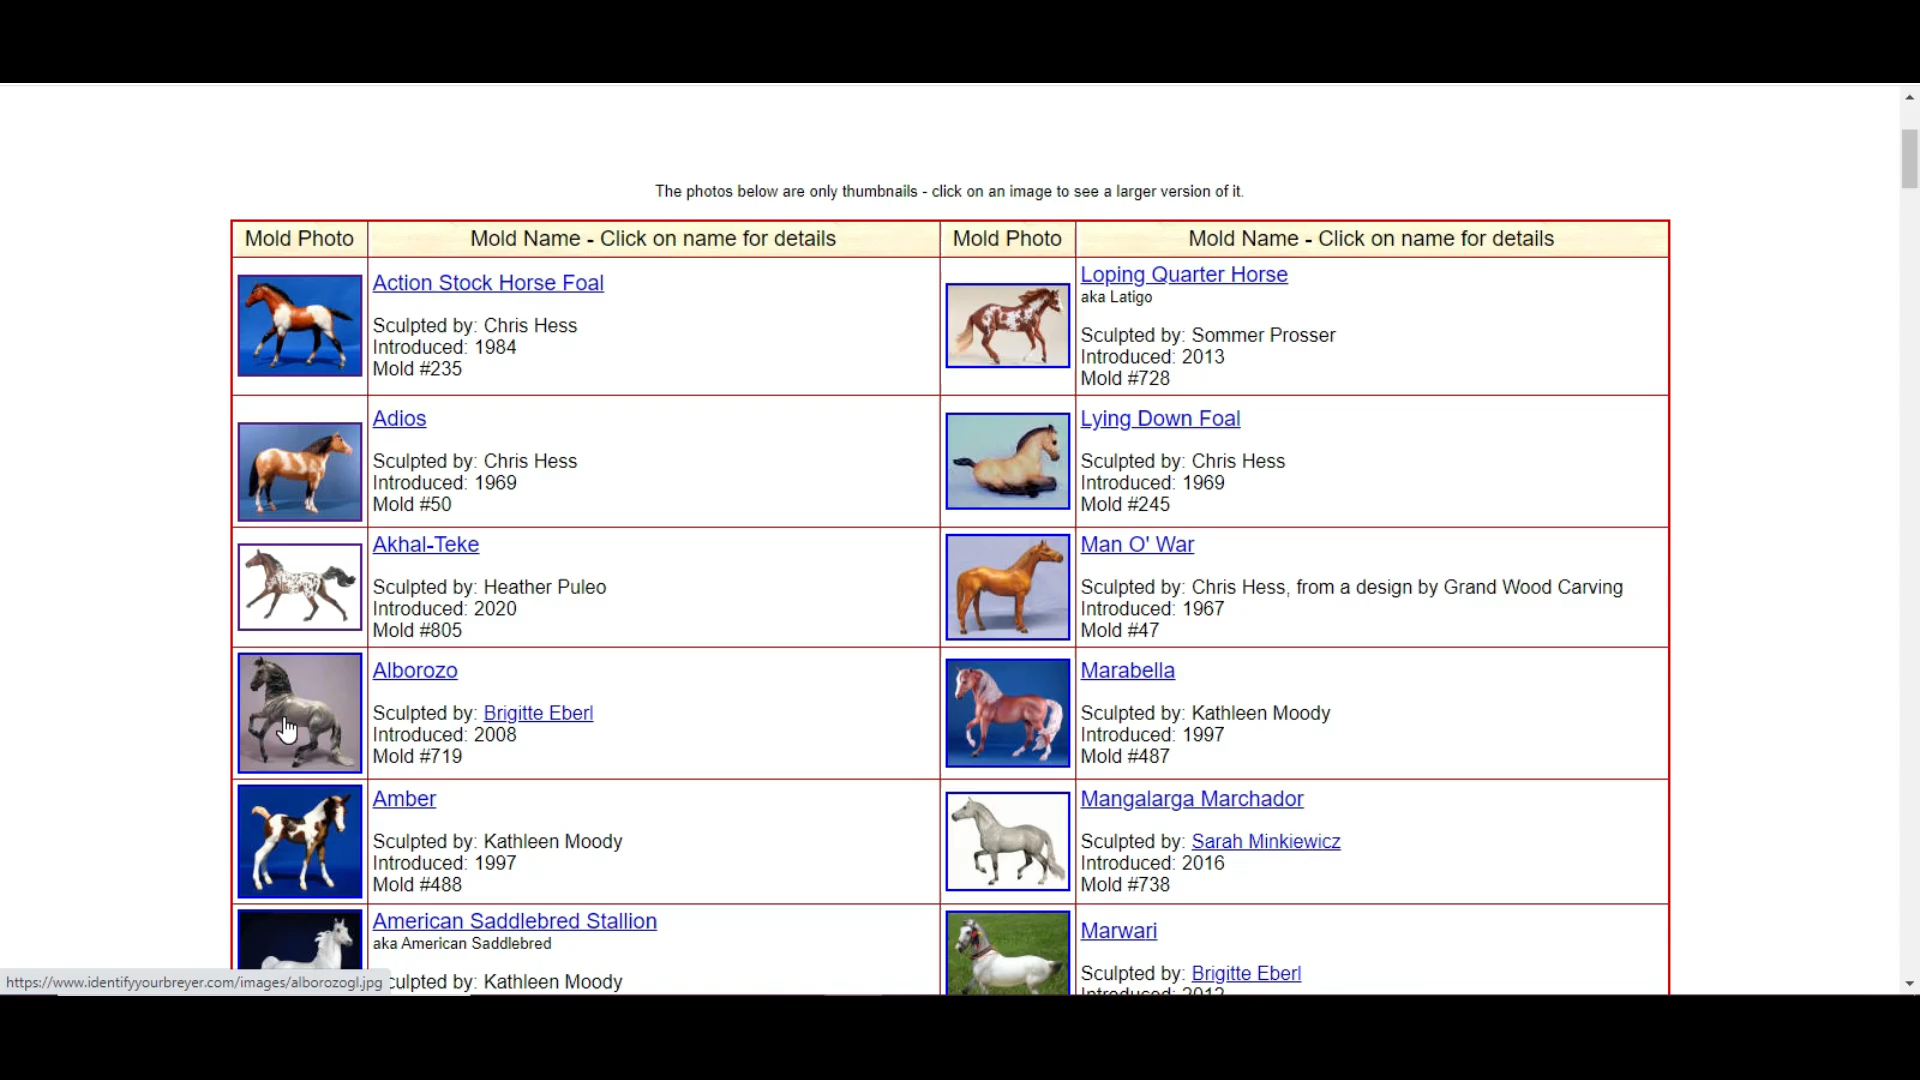 The photos below are only thumbnails - click on an image to see a larger version of it.
Mold Photo
Mold Name - Click on name for details
Mold Photo
Mold Name - Click on name for details
Action Stock Horse Foal
Sculpted by: Chris Hess
Introduced: 1984
Mold #235
Loping Quarter Horse
aka Latigo
Sculpted by: Sommer Prosser
Introduced: 2013
Mold #728
Adios
Sculpted by: Chris Hess
Introduced: 1969
Mold #50
Lying Down Foal
Sculpted by: Chris Hess
Introduced: 1969
Mold #245
Akhal-Teke
Sculpted by: Heather Puleo
Introduced: 2020
Mold #805
Man O' War
Sculpted by: Chris Hess, from a design by Grand Wood Carving
Introduced: 1967
Mold #47
Alborozo
Sculpted by: Brigitte Eberl
Introduced: 2008
Mold #719
Marabella
Sculpted by: Kathleen Moody
Introduced: 1997
Mold #487
Amber
Sculpted by: Kathleen Moody
Introduced: 1997
Mold #488
Mangalarga Marchador
Sculpted by: Sarah Minkiewicz
Introduced: 2016
Mold #738
American Saddlebred Stallion
aka American Saddlebred
culpted by: Kathleen Moody
Marwari
Sculpted by: Brigitte Eberl
Introduced: 2012
https://www.identifyyourbreyer.com/images/alborozogl.jpg